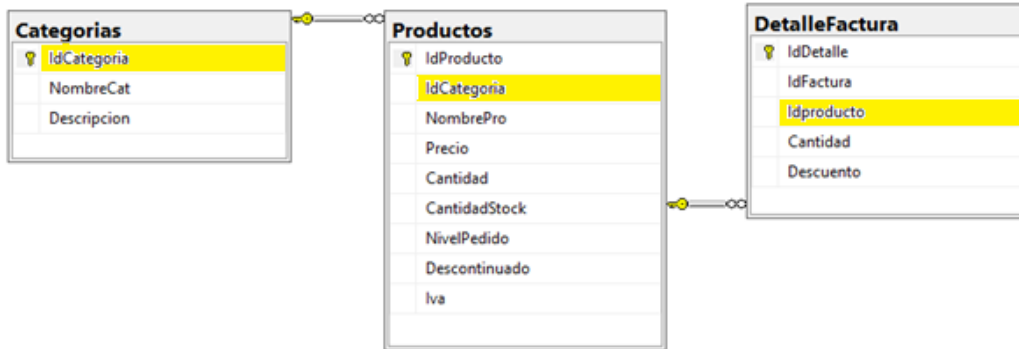 Categorias
IdCategoria
NombreCat
Descripcion
Productos
IdProducto
IdCategoria
NombrePro
Precio
Cantidad
CantidadStock
NivelPedido
Descontinuado
Iva
DetalleFactura
IdDetalle
IdFactura
Idproducto
Cantidad
Descuento